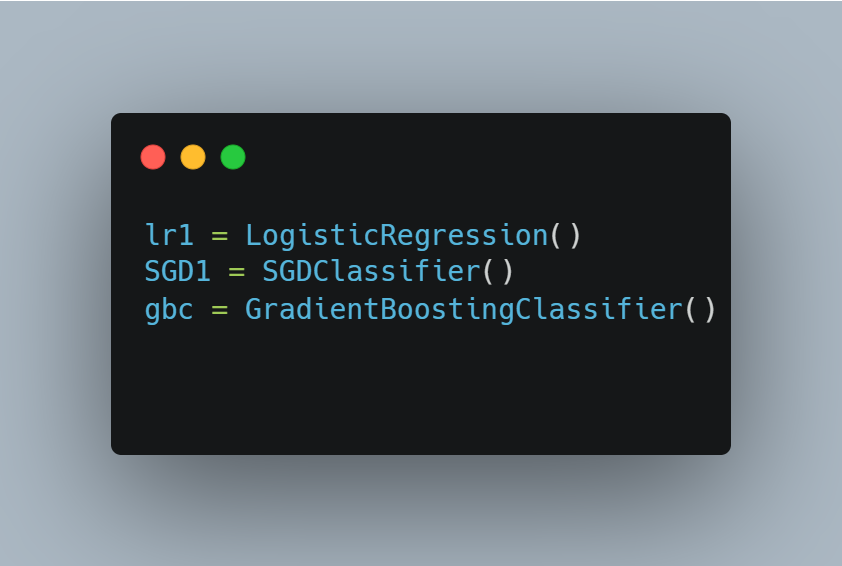 lr1 = LogisticRegression()
SGD1 = SGDClassifier()
gbc = GradientBoostingClassifier()